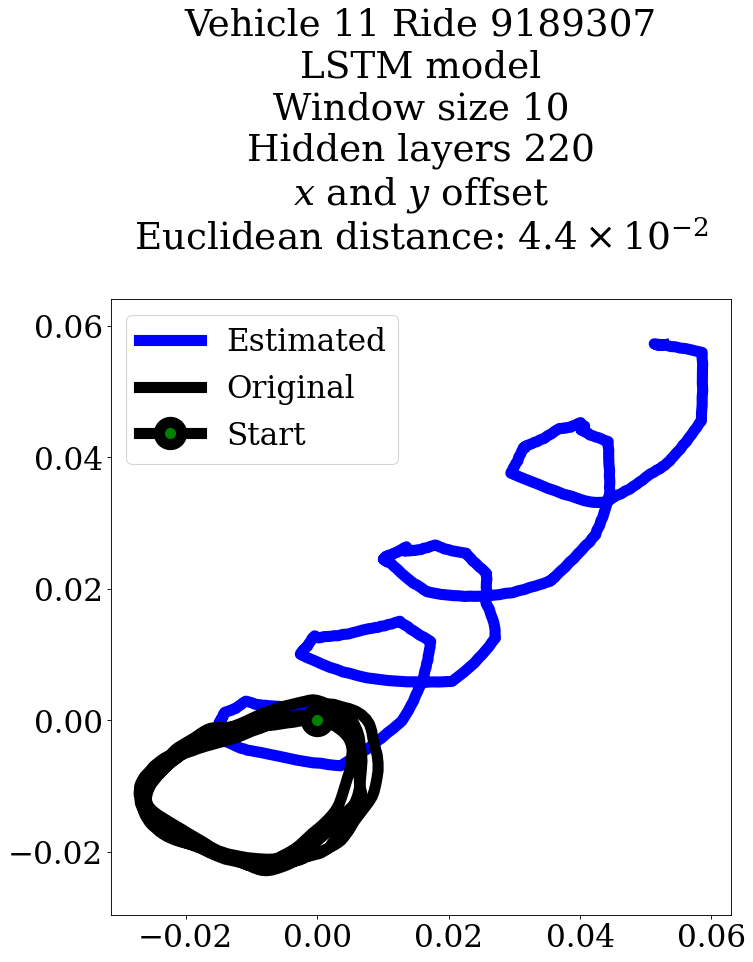 Vehicle 11 Ride 9189307
LSTM model
Window size 10
Hidden layers 220
x and y offset
Euclidean distance: 4.4 × 10⁻²
Estimated
Original
Start
0.06
0.04
0.02
0.00
−0.02
−0.02 0.00 0.02 0.04 0.06